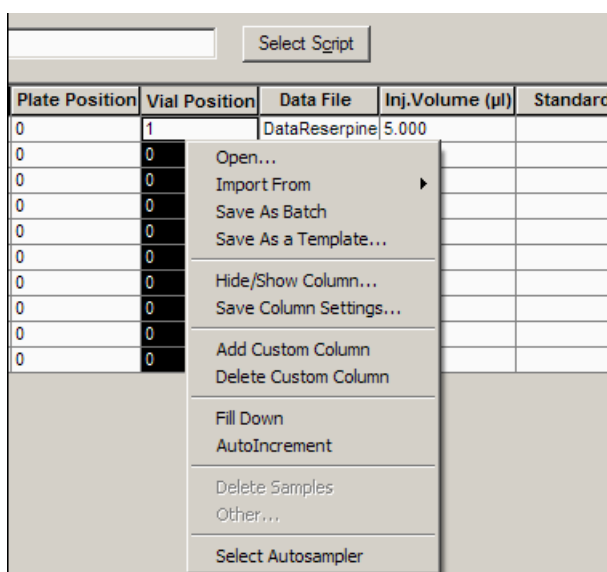 Select Script
Plate Position Vial Position Data File Inj.Volume (µl) Standard
0 1 DataReserpine 5.000
0 0
0 0
0 0
0 0
0 0
0 0
0 0
0 0
0 0
Open...
Import From
Save As Batch
Save As a Template...
Hide/Show Column...
Save Column Settings...
Add Custom Column
Delete Custom Column
Fill Down
AutoIncrement
Delete Samples
Other...
Select Autosampler